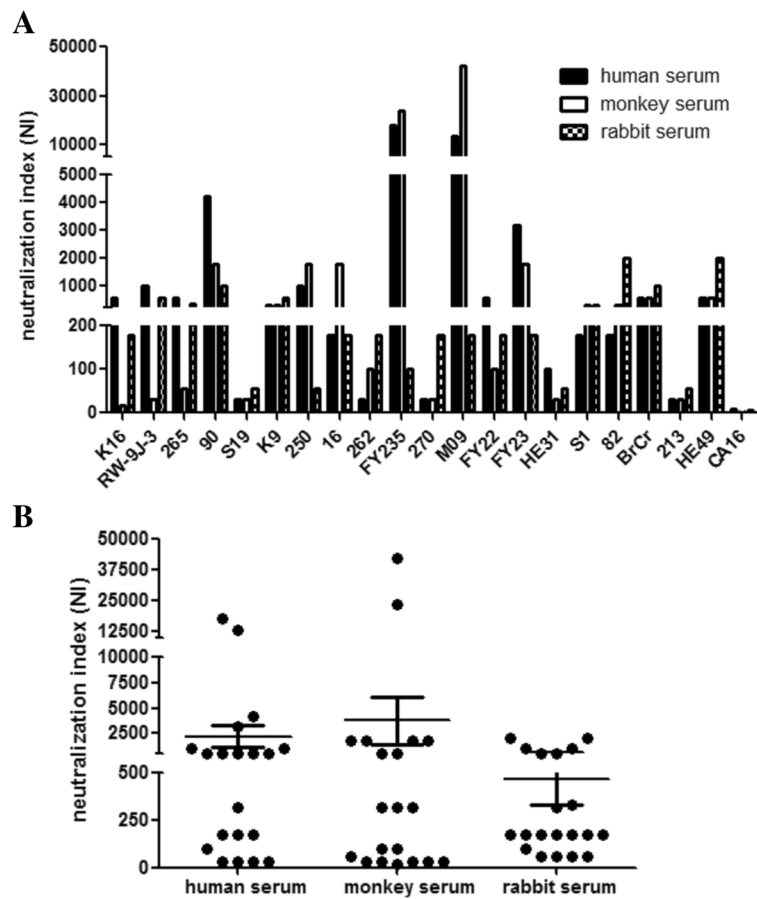 A
neutralization index (NI)
50000
30000
10000
5000
4000
3000
2000
1000
200
100
0
human serum
monkey serum
rabbit serum
K16
RW-9J-3
265
90
S19
K9
250
16
262
FY235
270
M09
FY22
FY23
HE31
S1
82
BrCr
213
HE49
CA16
B
neutralization index (NI)
50000
37500
25000
12500
10000
7500
5000
2500
500
250
0
human serum
monkey serum
rabbit serum